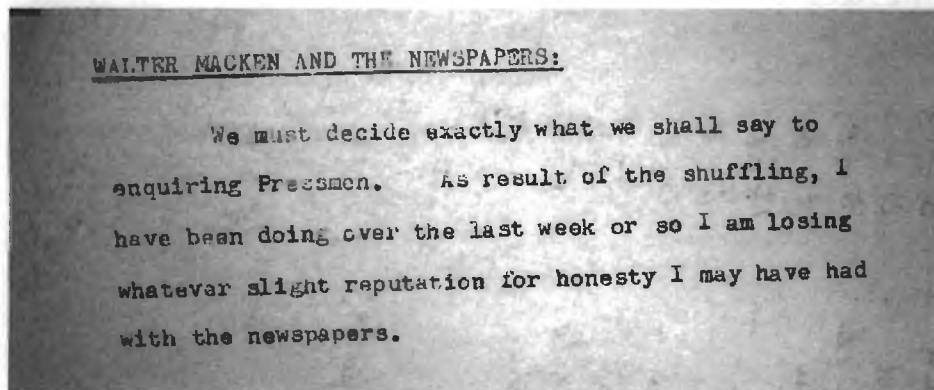 WALTER MACKEN AND THE NEWSPAPERS:
We must decide exactly what we shall say to
enquiring Pressmen. As result of the shuffling, I
have been doing over the last week or so I am losing
whatever slight reputation for honesty I may have had
with the newspapers.